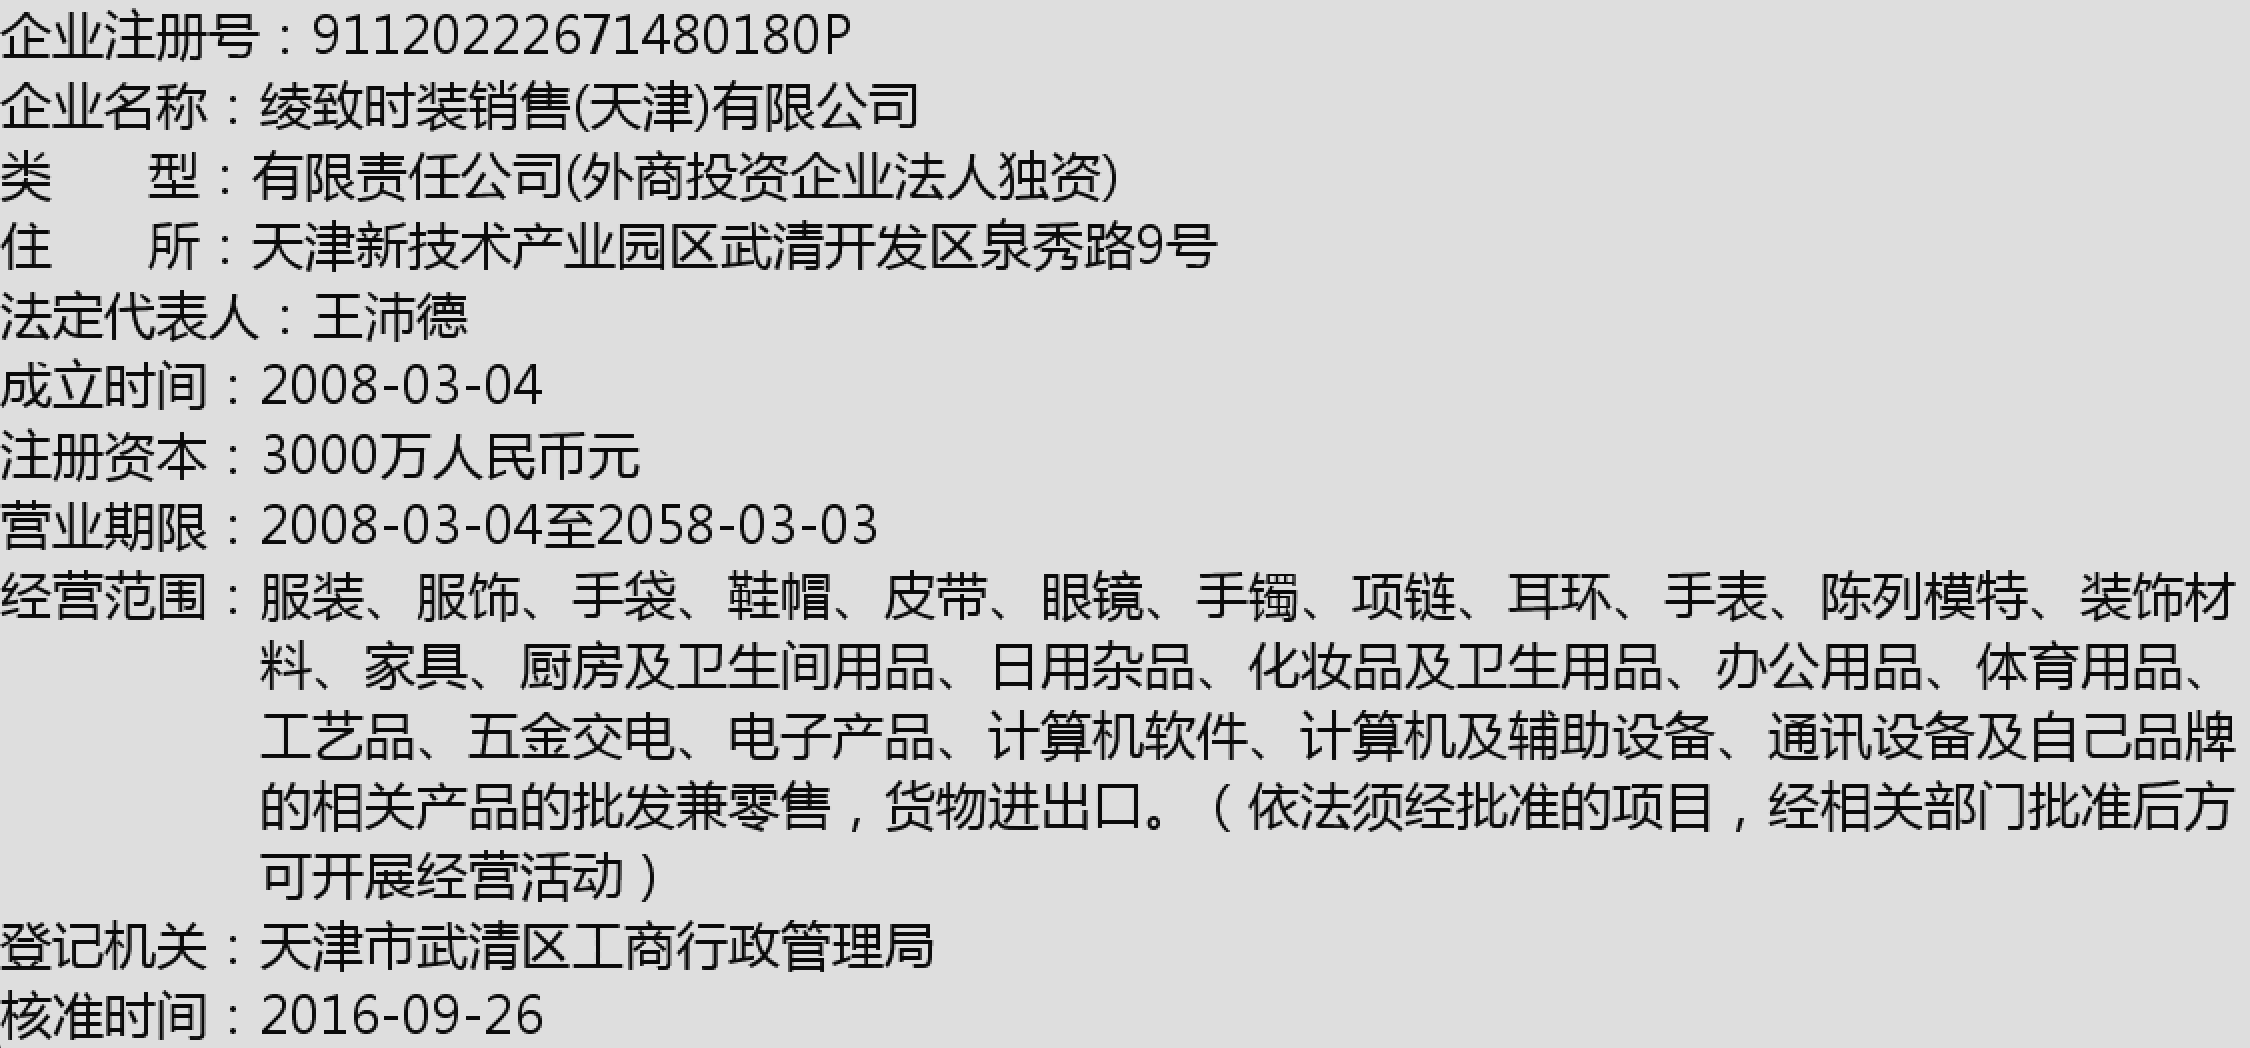 企业注册号：91120222671480180P
企业名称：绫致时装销售(天津)有限公司
类　　型：有限责任公司(外商投资企业法人独资)
住　　所：天津新技术产业园区武清开发区泉秀路9号
法定代表人：王沛德
成立时间：2008-03-04
注册资本：3000万人民币元
营业期限：2008-03-04至2058-03-03
经营范围：服装、服饰、手袋、鞋帽、皮带、眼镜、手镯、项链、耳环、手表、陈列模特、装饰材
料、家具、厨房及卫生间用品、日用杂品、化妆品及卫生用品、办公用品、体育用品、
工艺品、五金交电、电子产品、计算机软件、计算机及辅助设备、通讯设备及自己品牌
的相关产品的批发兼零售，货物进出口。（依法须经批准的项目，经相关部门批准后方
可开展经营活动）
登记机关：天津市武清区工商行政管理局
核准时间：2016-09-26